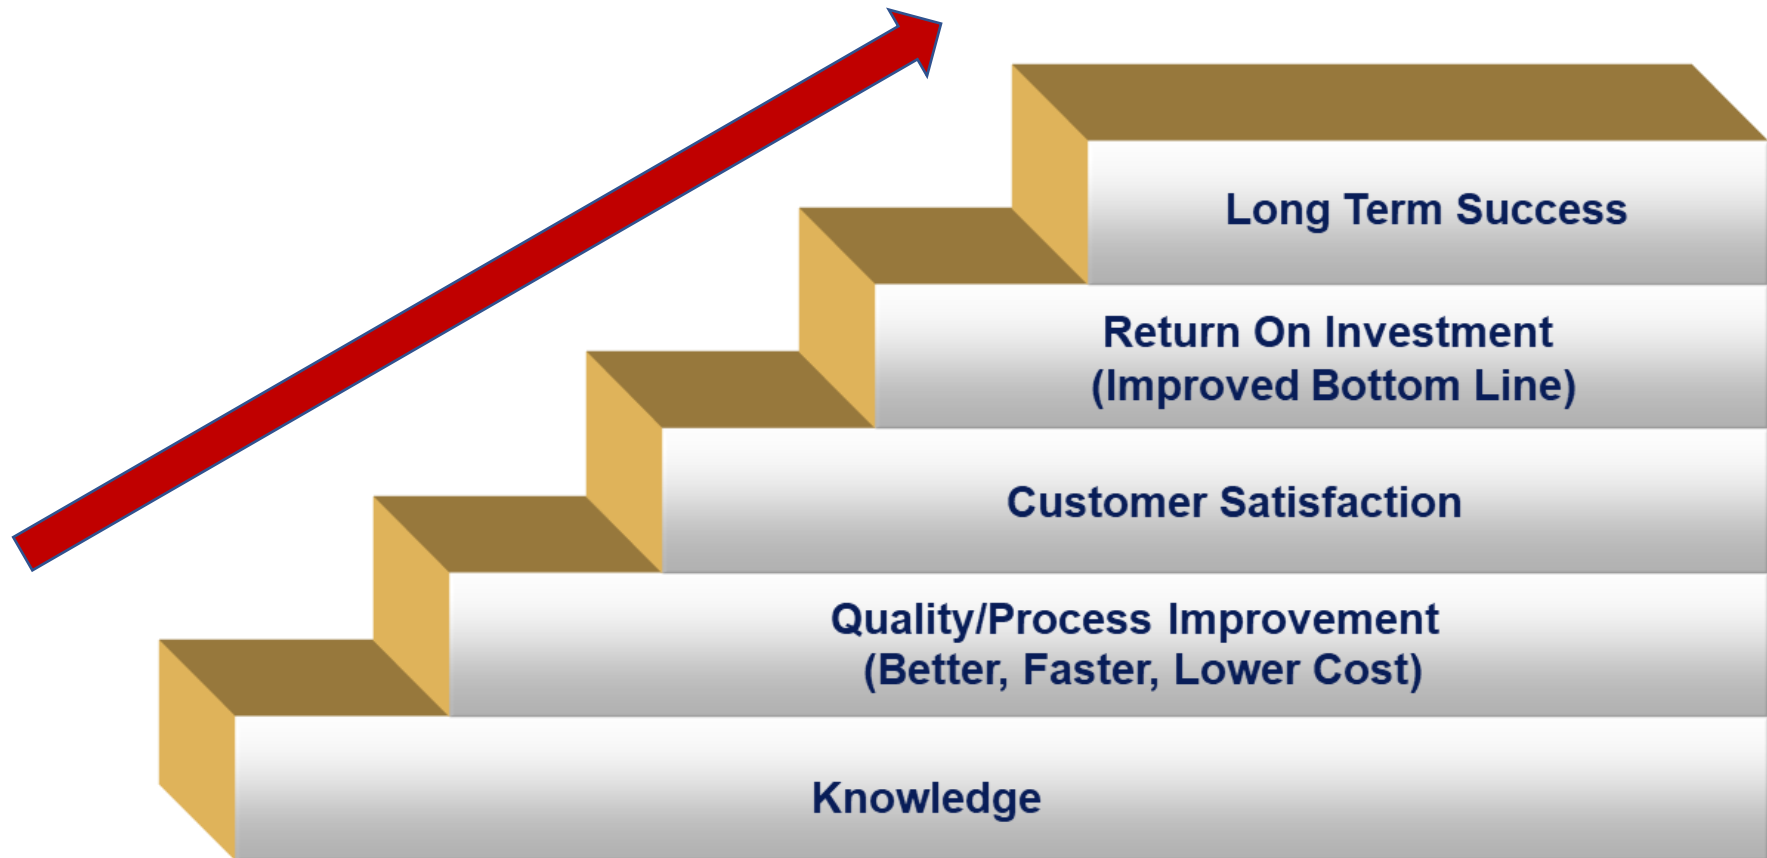 Long Term Success
Return On Investment
(Improved Bottom Line)
Customer Satisfaction
Quality/Process Improvement
(Better, Faster, Lower Cost)
Knowledge